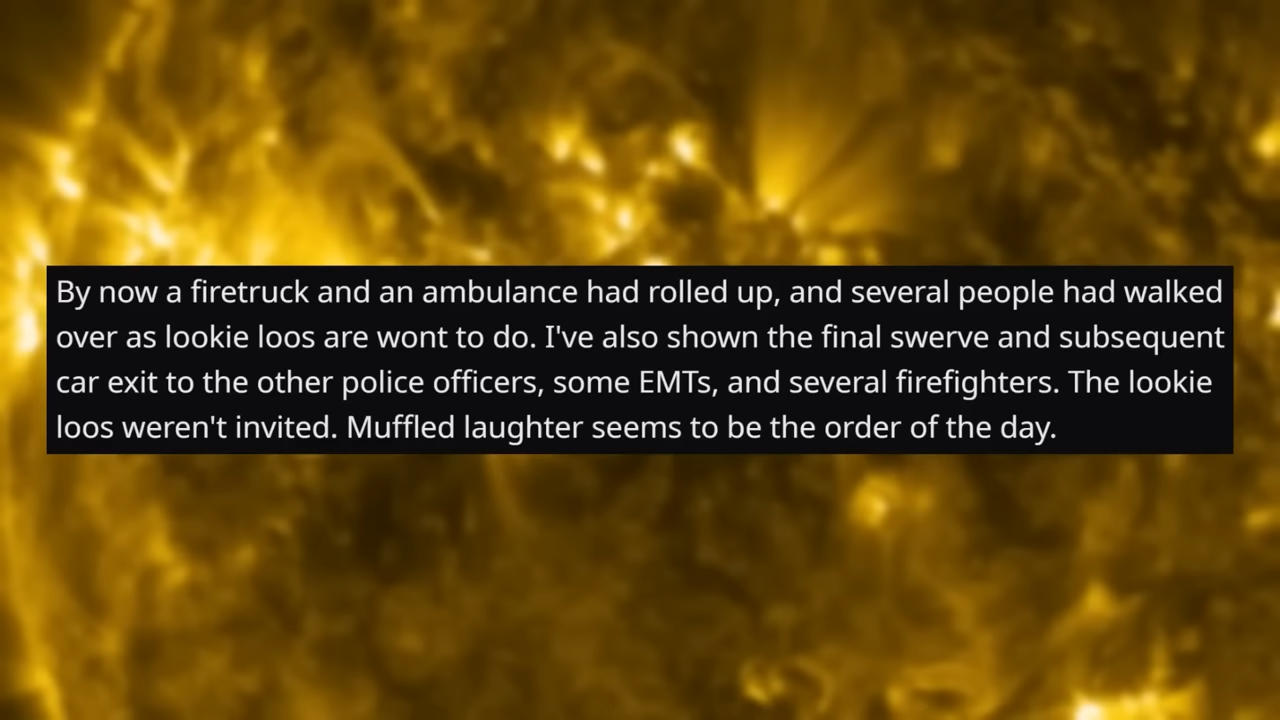 By now a firetruck and an ambulance had rolled up, and several people had walked
over as lookie loos are wont to do. I've also shown the final swerve and subsequent
car exit to the other police officers, some EMTs, and several firefighters. The lookie
loos weren't invited. Muffled laughter seems to be the order of the day.